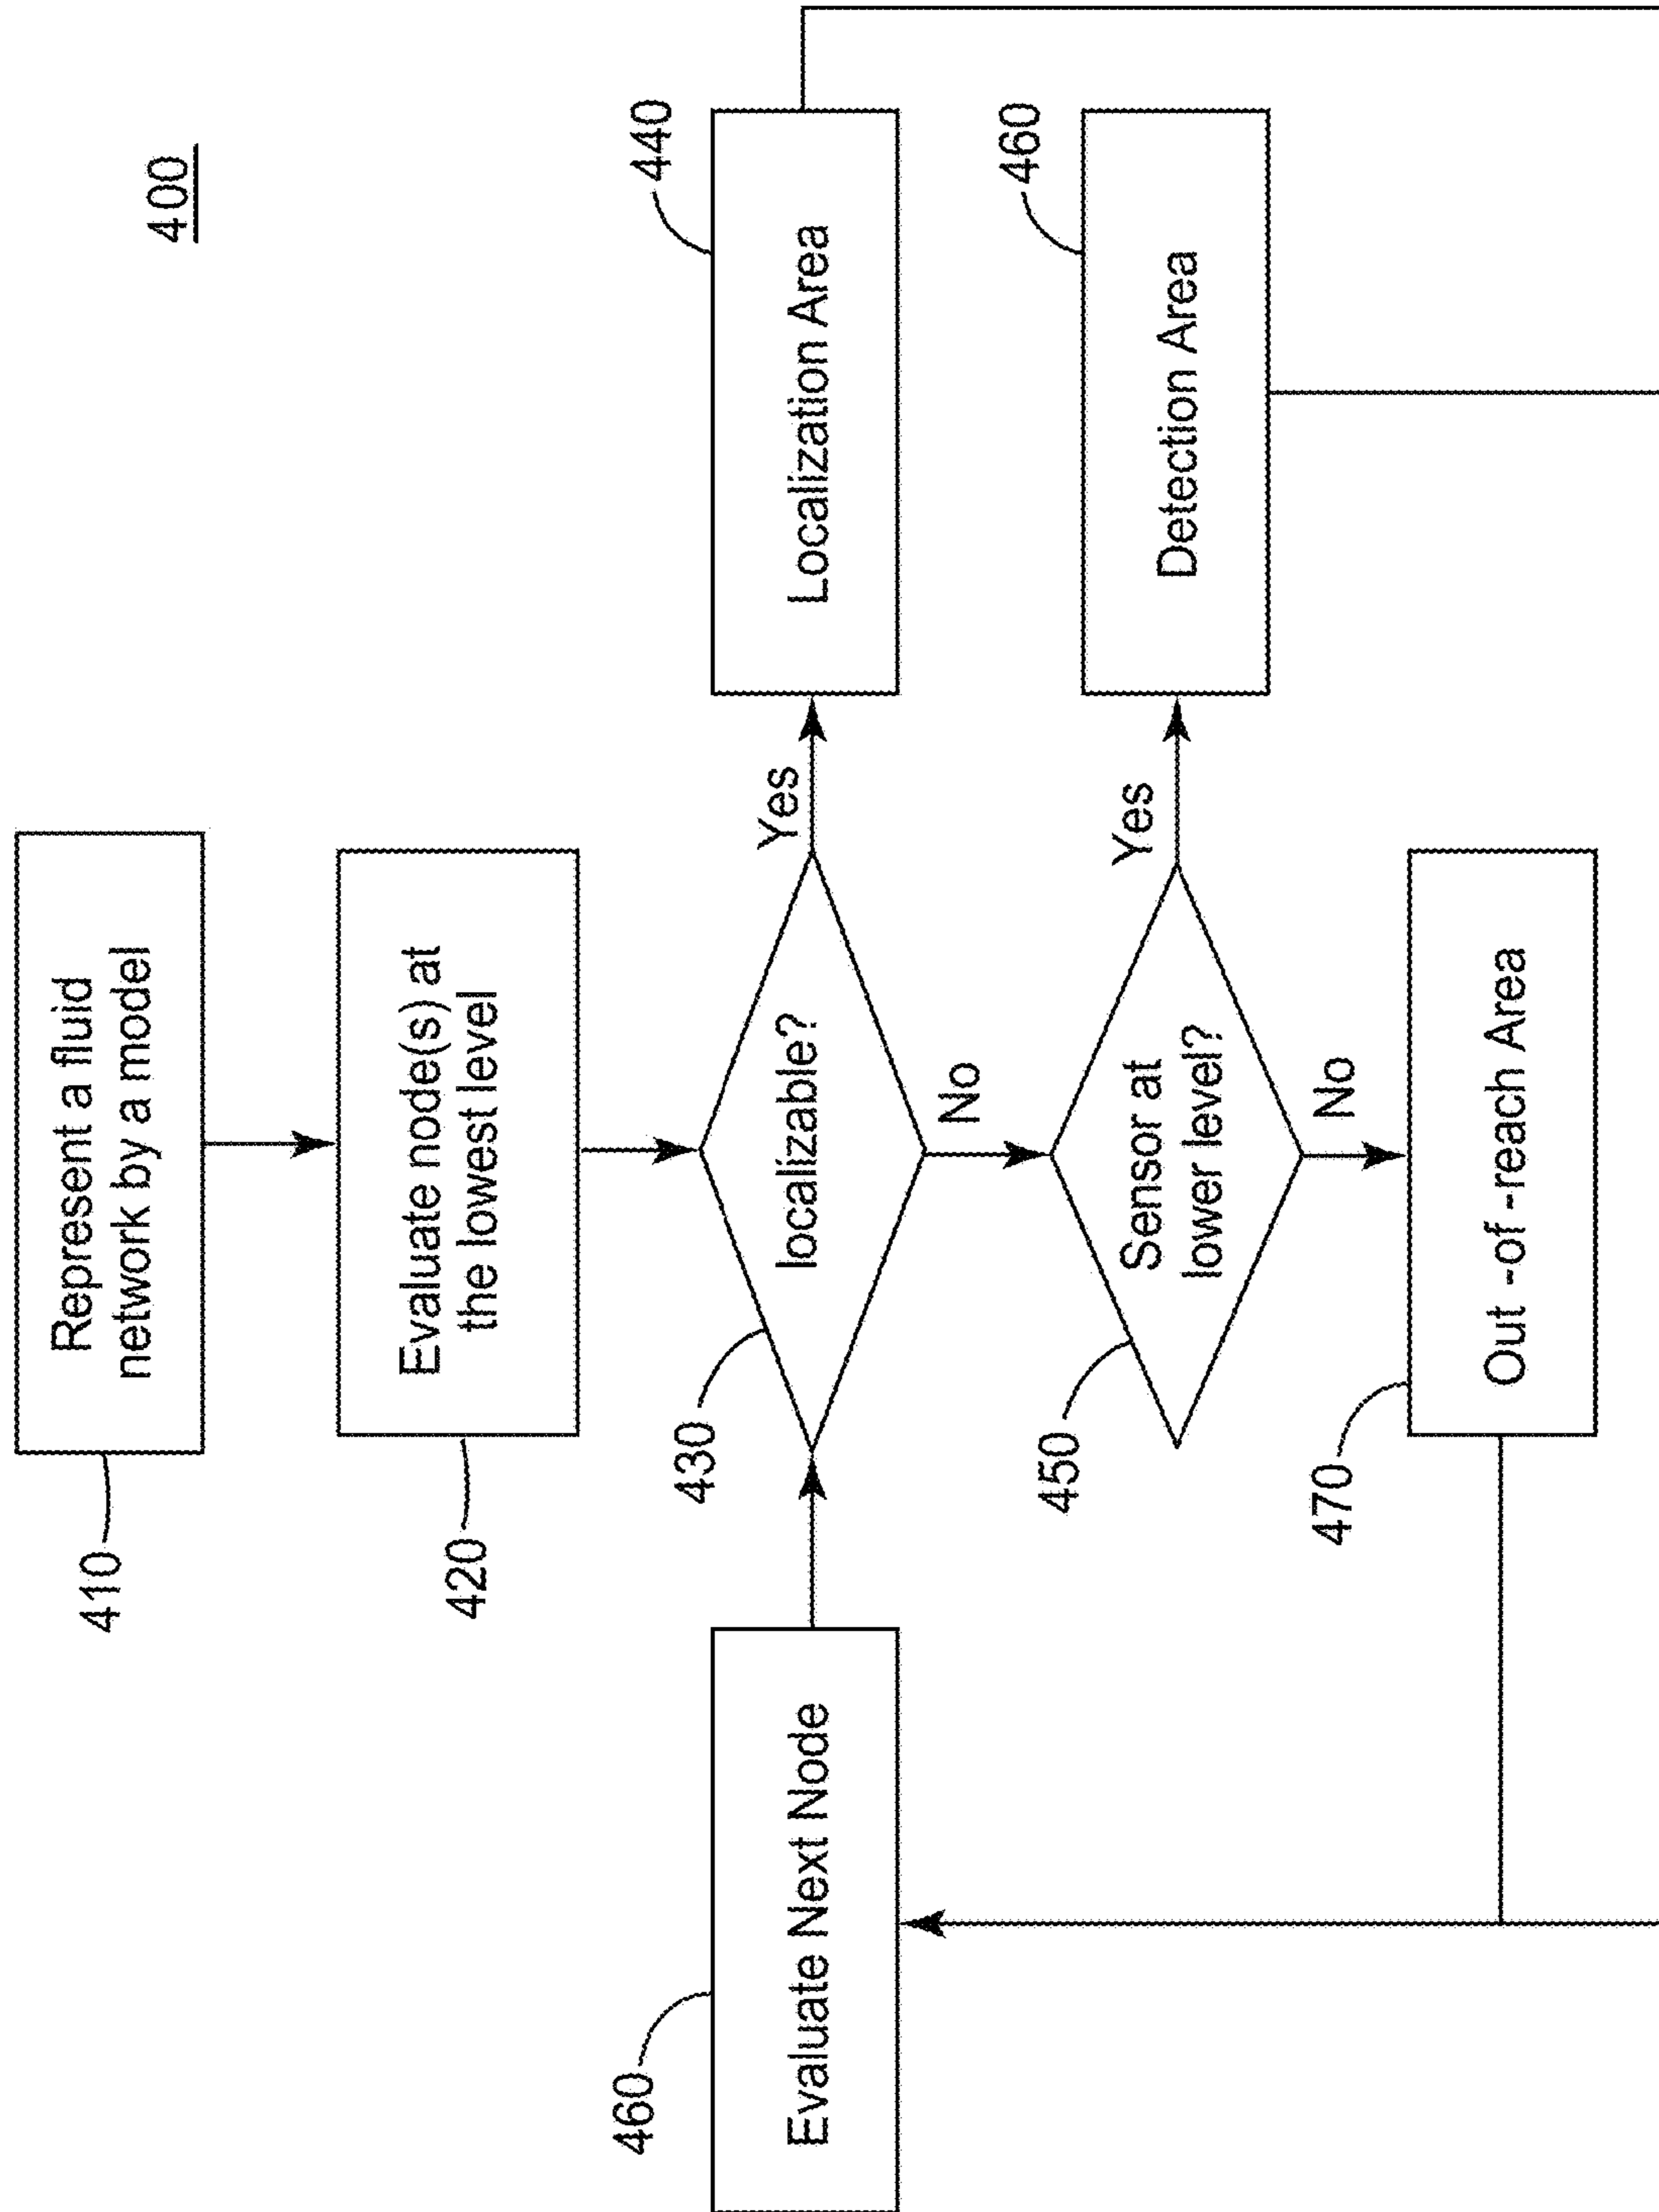 400
410
Represent a fluid
network by a model
420
Evaluate node(s) at
the lowest level
460
Evaluate Next Node
430
localizable?
Yes
440
Localization Area
No
450
Sensor at
lower level?
Yes
460
Detection Area
No
470
Out -of -reach Area